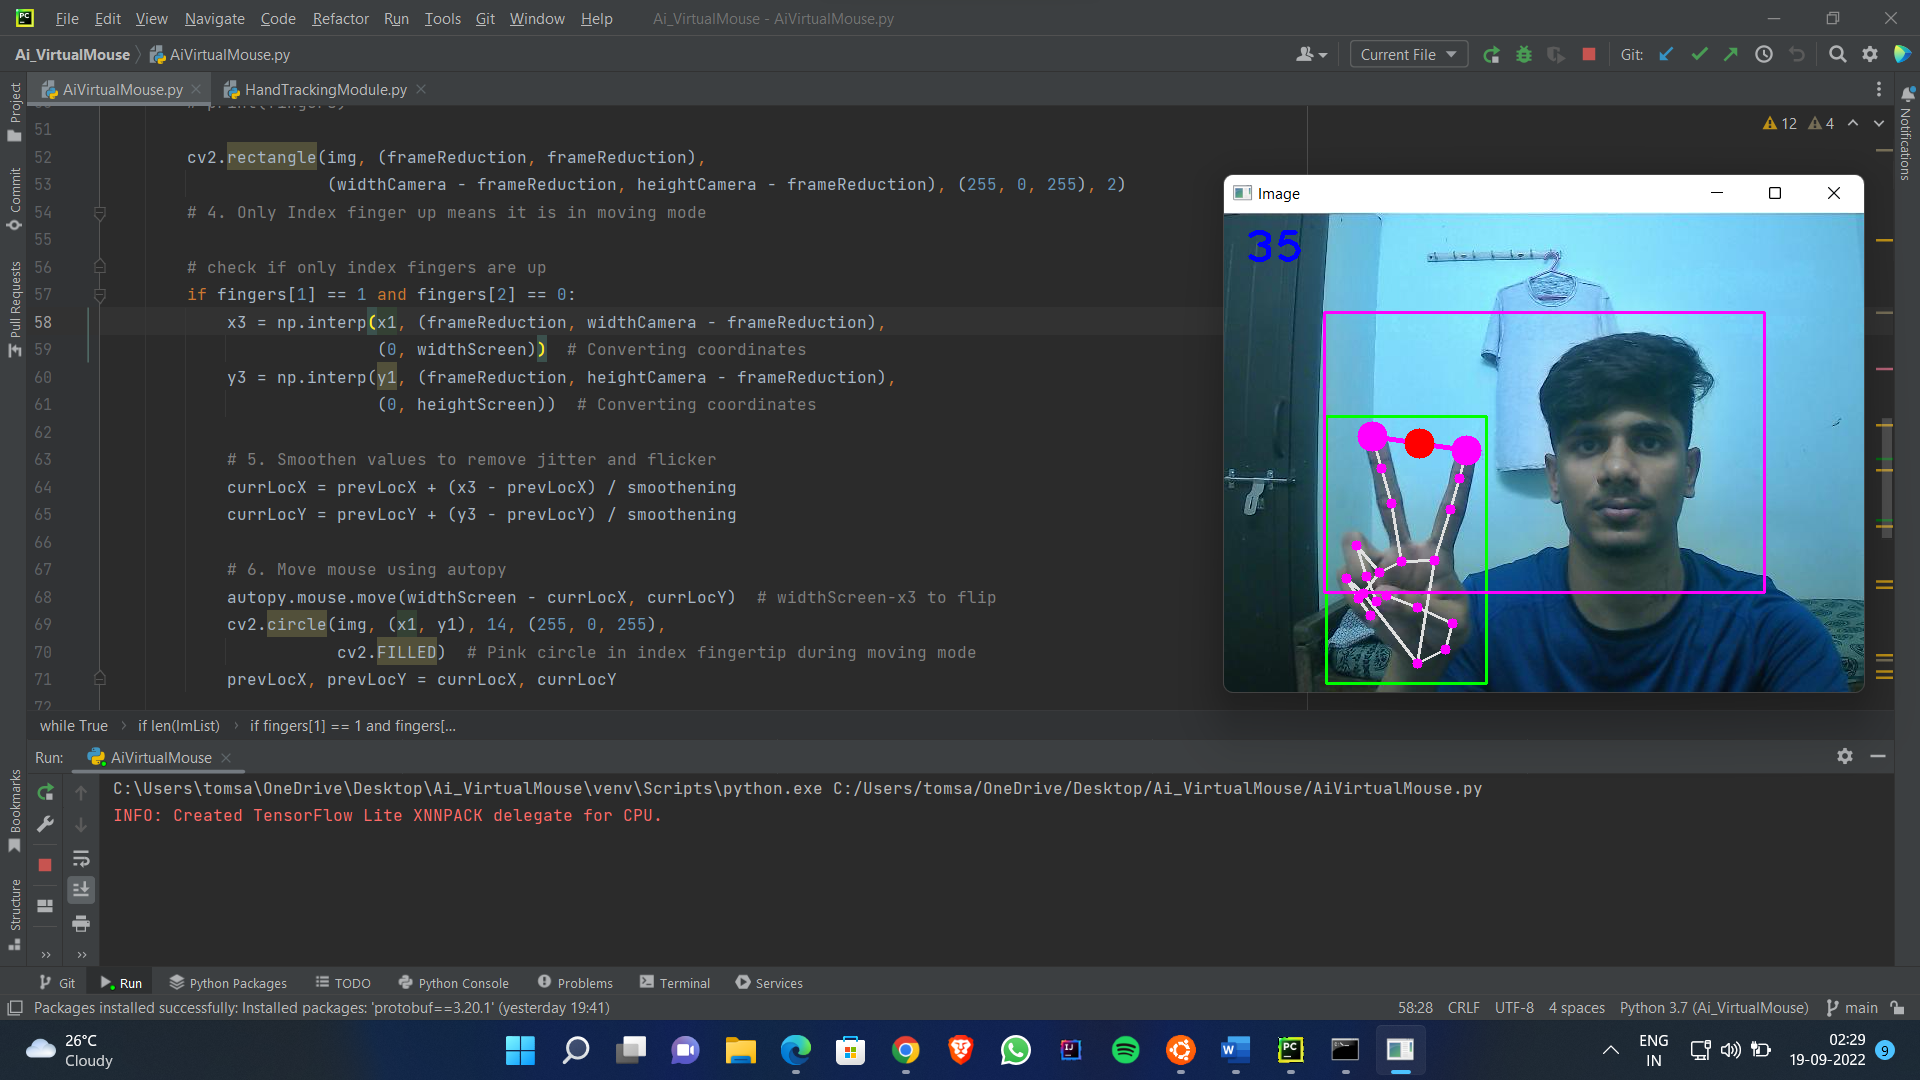 File Edit View Navigate Code Refactor Run Tools Git Window Help Ai_VirtualMouse - AiVirtualMouse.py
Ai_VirtualMouse AiVirtualMouse.py Current File Git:
AiVirtualMouse.py HandTrackingModule.py
Project
Commit
Pull Requests
Bookmarks
Structure
Notifications
12 4
51
52 cv2.rectangle(img, (frameReduction, frameReduction),
53 (widthCamera - frameReduction, heightCamera - frameReduction), (255, 0, 255), 2)
54 # 4. Only Index finger up means it is in moving mode
55
56 # check if only index fingers are up
57 if fingers[1] == 1 and fingers[2] == 0:
58 x3 = np.interp(x1, (frameReduction, widthCamera - frameReduction),
59 (0, widthScreen)) # Converting coordinates
60 y3 = np.interp(y1, (frameReduction, heightCamera - frameReduction),
61 (0, heightScreen)) # Converting coordinates
62
63 # 5. Smoothen values to remove jitter and flicker
64 currLocX = prevLocX + (x3 - prevLocX) / smoothening
65 currLocY = prevLocY + (y3 - prevLocY) / smoothening
66
67 # 6. Move mouse using autopy
68 autopy.mouse.move(widthScreen - currLocX, currLocY) # widthScreen-x3 to flip
69 cv2.circle(img, (x1, y1), 14, (255, 0, 255),
70 cv2.FILLED) # Pink circle in index fingertip during moving mode
71 prevLocX, prevLocY = currLocX, currLocY
72
Image
35
while True if len(lmList) if fingers[1] == 1 and fingers[...
Run: AiVirtualMouse
C:\Users\tomsa\OneDrive\Desktop\Ai_VirtualMouse\venv\Scripts\python.exe C:/Users/tomsa/OneDrive/Desktop/Ai_VirtualMouse/AiVirtualMouse.py
INFO: Created TensorFlow Lite XNNPACK delegate for CPU.
Git Run Python Packages TODO Python Console Problems Terminal Services
Packages installed successfully: Installed packages: 'protobuf==3.20.1' (yesterday 19:41) 58:28 CRLF UTF-8 4 spaces Python 3.7 (Ai_VirtualMouse) main
26°C
Cloudy
ENG
IN
02:29
19-09-2022
9